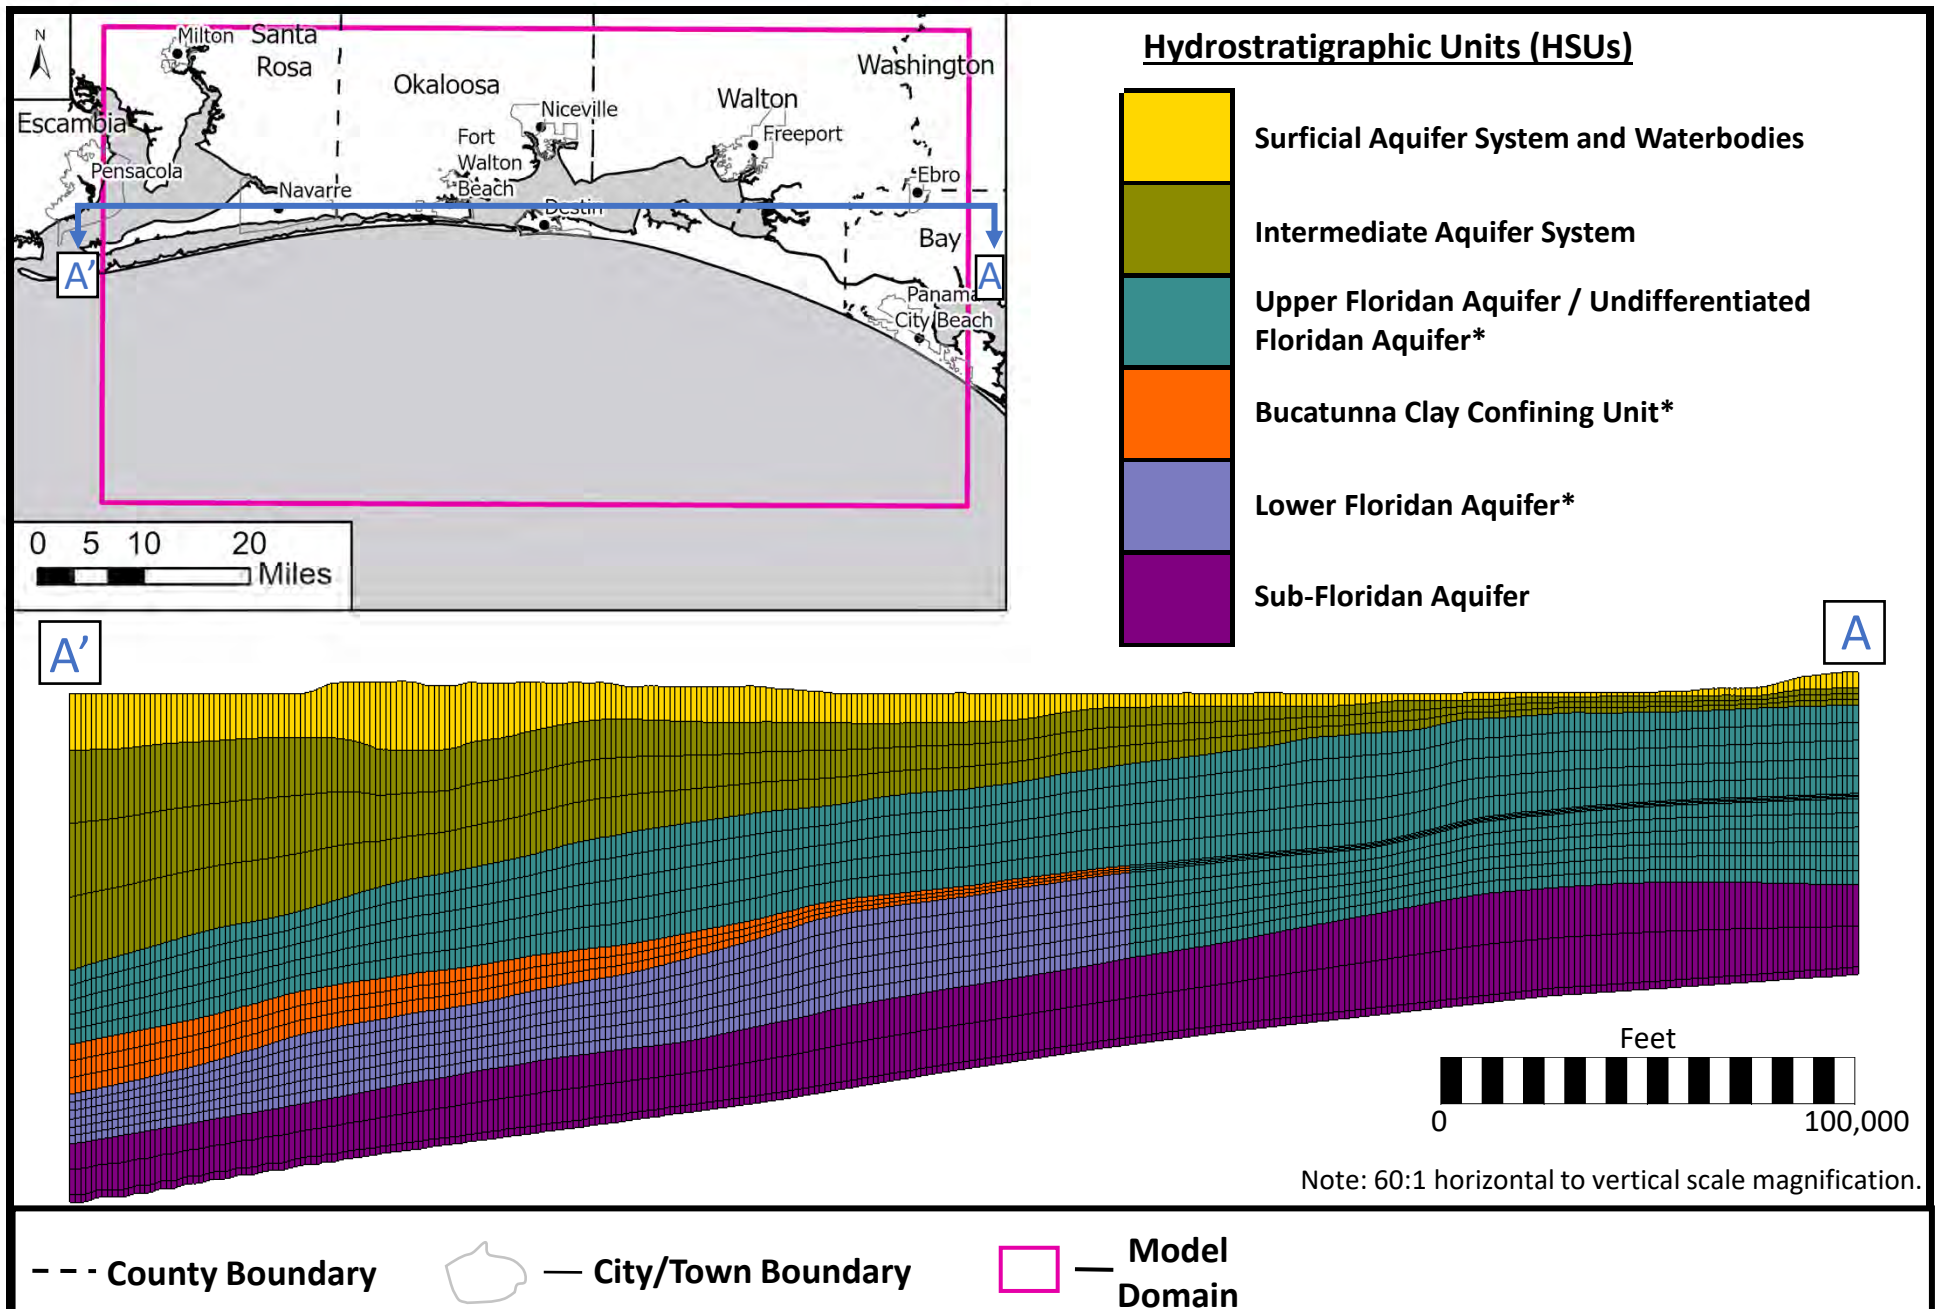 N
Milton
Santa
Rosa
Okaloosa
Washington
Walton
Escambia
Niceville
Fort
Walton
Beach
Freeport
Pensacola
Navarre
Ebro
Destin
Bay
A'
A
Panama
City Beach
0 5 10 20
Miles
Hydrostratigraphic Units (HSUs)
Surficial Aquifer System and Waterbodies
Intermediate Aquifer System
Upper Floridan Aquifer / Undifferentiated
Floridan Aquifer*
Bucatunna Clay Confining Unit*
Lower Floridan Aquifer*
Sub-Floridan Aquifer
A’
A
Feet
0 100,000
Note: 60:1 horizontal to vertical scale magnification.
County Boundary
City/Town Boundary
Model
Domain